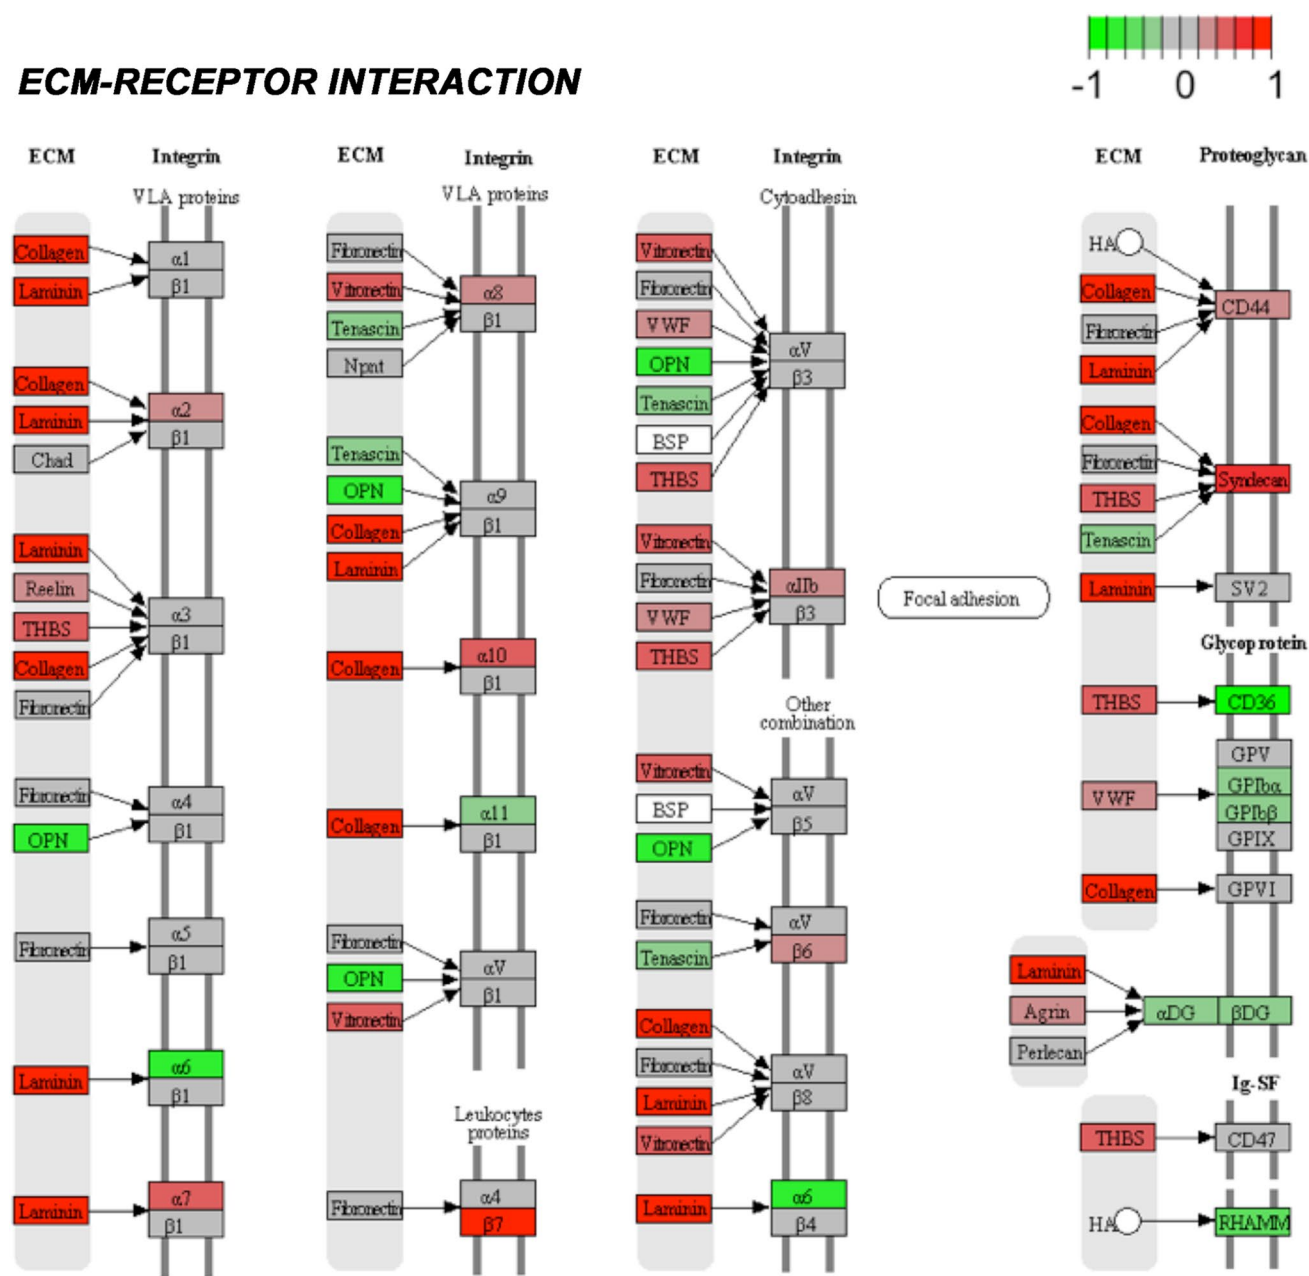 ECM-RECEPTOR INTERACTION
-1 0 1
ECM
Integrin
VLA proteins
Collagen
Laminin
α1
β1
Collagen
Laminin
Chad
α2
β1
Laminin
Reelin
THBS
Collagen
Fibronectin
α3
β1
Fibronectin
OPN
α4
β1
Fibronectin
α5
β1
Laminin
α6
β1
Laminin
α7
β1
ECM
Integrin
VLA proteins
Fibronectin
Vitronectin
Tenascin
Npnt
α8
β1
Tenascin
OPN
Collagen
Laminin
α9
β1
Collagen
α10
β1
Collagen
α11
β1
Fibronectin
OPN
Vitronectin
αV
β1
Leukocytes
proteins
Fibronectin
α4
β7
ECM
Integrin
Cytoadhesin
Vitronectin
Fibronectin
VWF
OPN
Tenascin
BSP
THBS
αV
β3
Vitronectin
Fibronectin
VWF
THBS
αIIb
β3
Other
combination
Vitronectin
BSP
OPN
αV
β5
Fibronectin
Tenascin
αV
β6
Collagen
Fibronectin
Laminin
Vitronectin
αV
β8
Laminin
α6
β4
Focal adhesion
ECM
Proteoglycan
HA
Collagen
Fibronectin
Laminin
CD44
Collagen
Fibronectin
THBS
Tenascin
Syndecan
Laminin
SV2
Glycoprotein
THBS
CD36
VWF
GPV
GPIbα
GPIbβ
GPIX
Collagen
GPVI
Laminin
Agrin
Perlecan
αDG
βDG
Ig-SF
THBS
CD47
HA
RHAMM